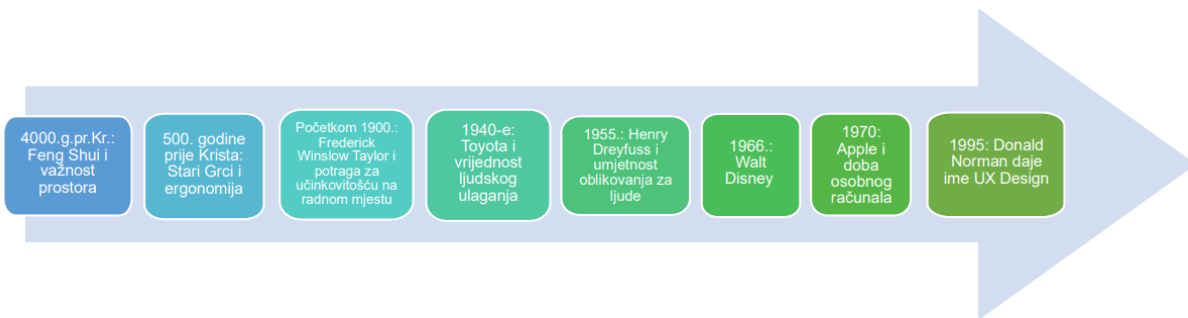 4000.g.pr.Kr.:
Feng Shui i
važnost
prostora
500. godine
prije Krista:
Stari Grci i
ergonomija
Početkom 1900.:
Frederick
Winslow Taylor i
potraga za
učinkovitošću na
radnom mjestu
1940-e:
Toyota i
vrijednost
ljudskog
ulaganja
1955.: Henry
Dreyfuss i
umjetnost
oblikovanja za
ljude
1966.:
Walt
Disney
1970:
Apple i
doba
osobnog
računala
1995: Donald
Norman daje
ime UX Design